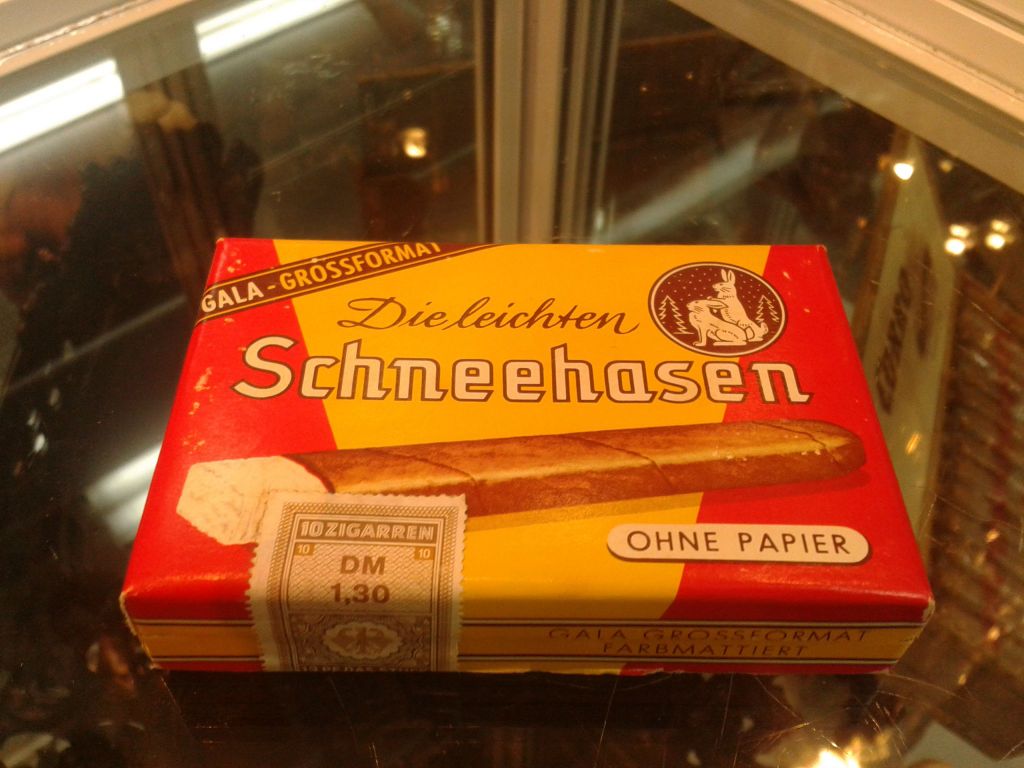 GALA-GROSSFORMAT
Die leichten
Schneehasen
10 ZIGARREN
10 10
DM
1,30
OHNE PAPIER
GALA GROSSFORMAT
FARBMATTIERT